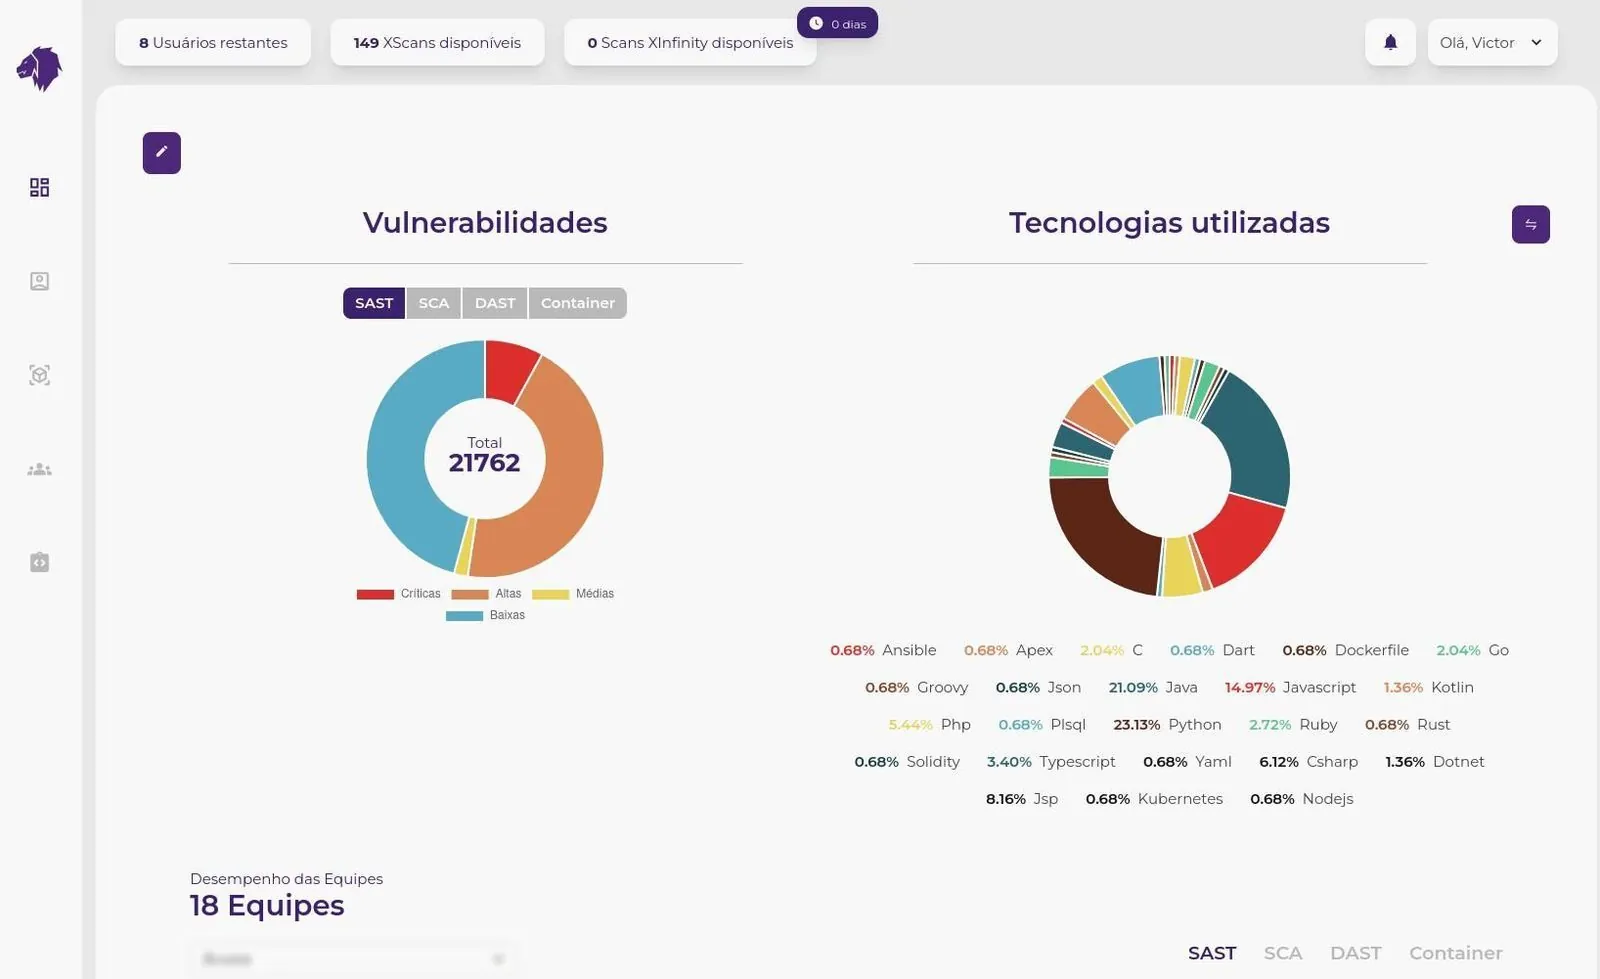 8 Usuários restantes
149 XScans disponíveis
0 Scans XInfinity disponíveis
0 dias
Olá, Victor
Vulnerabilidades
SAST SCA DAST Container
Total
21762
Críticas Altas Médias
Baixas
Tecnologias utilizadas
0.68% Ansible 0.68% Apex 2.04% C 0.68% Dart 0.68% Dockerfile 2.04% Go
0.68% Groovy 0.68% Json 21.09% Java 14.97% Javascript 1.36% Kotlin
5.44% Php 0.68% Plsql 23.13% Python 2.72% Ruby 0.68% Rust
0.68% Solidity 3.40% Typescript 0.68% Yaml 6.12% Csharp 1.36% Dotnet
8.16% Jsp 0.68% Kubernetes 0.68% Nodejs
Desempenho das Equipes
18 Equipes
SAST SCA DAST Container